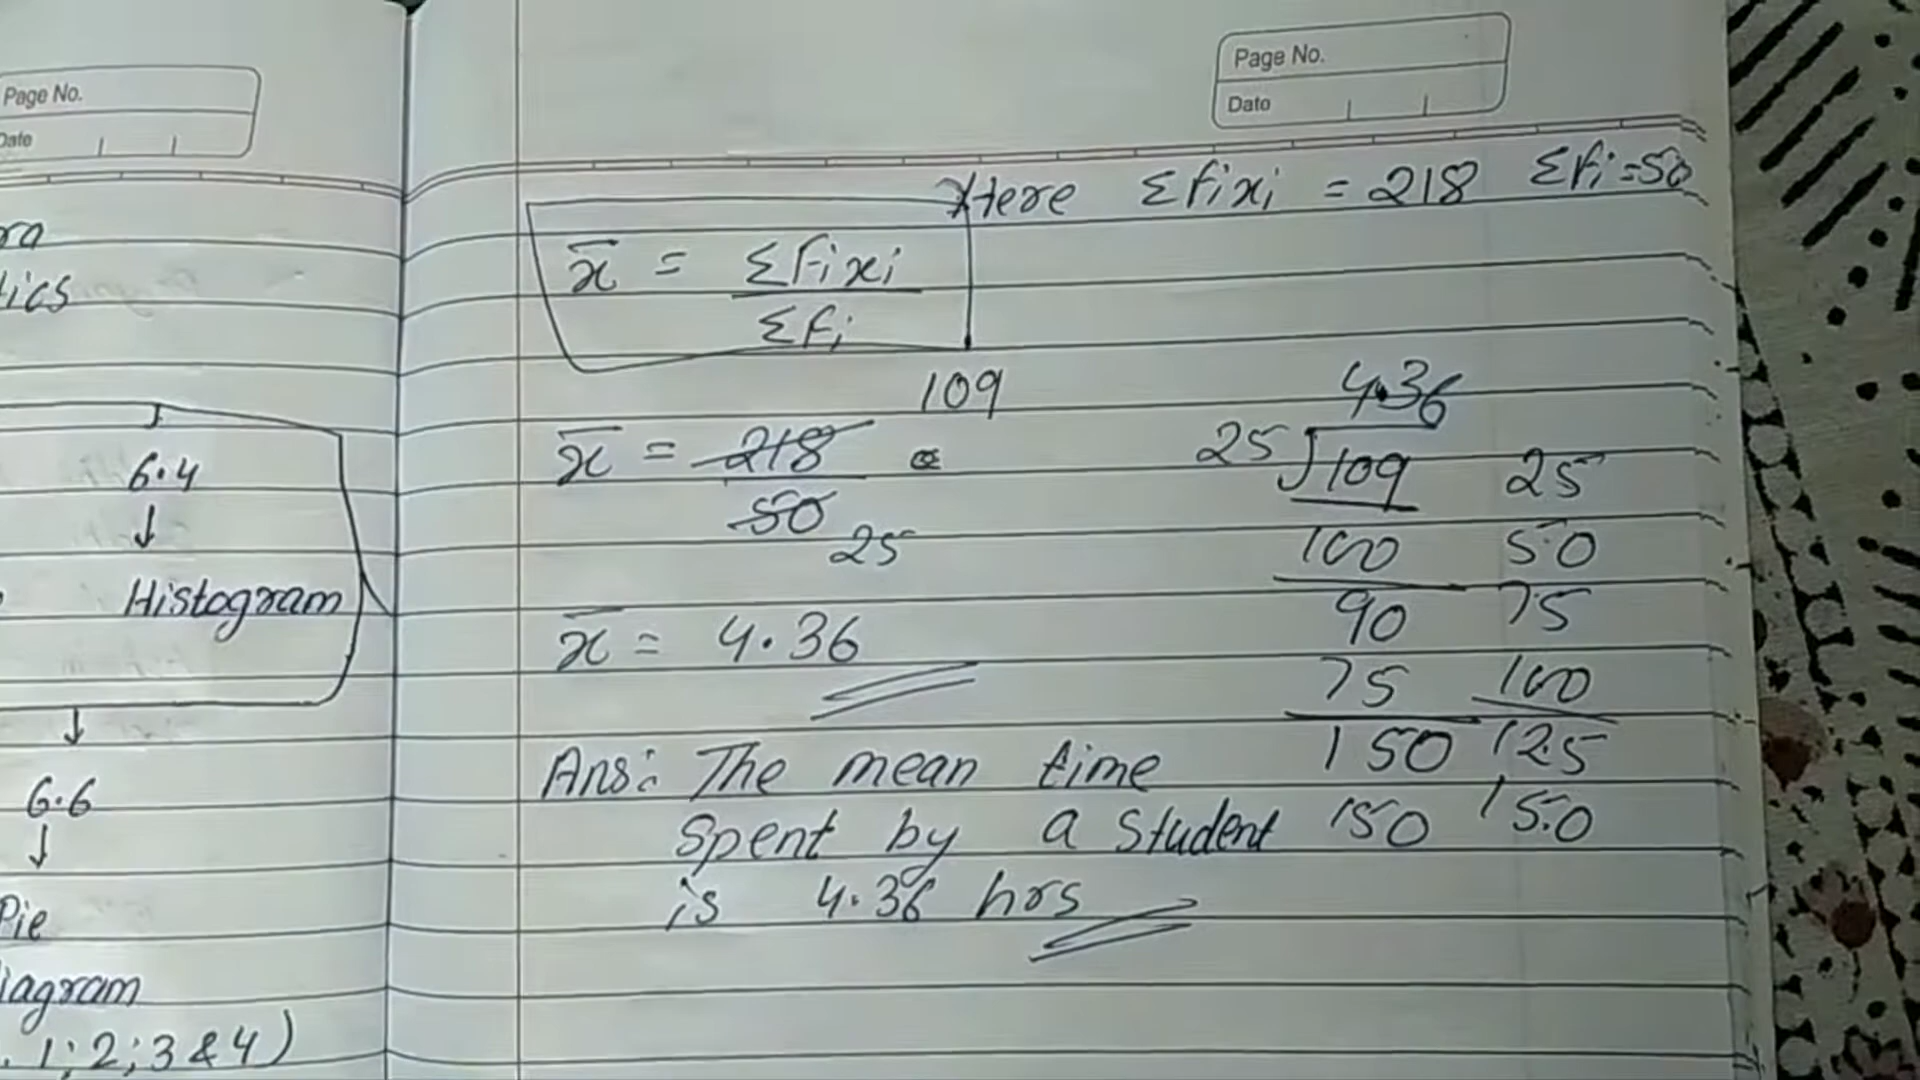 Page No.
Date
ra
tics
6.4
↓
Histogram
↓
6.6
↓
Pie
iagram
. 1; 2; 3 & 4)
Page No.
Date
Here Σfixi = 218 Σfi = 50
x̄ = Σfixi
Σfi
109
x̄ = 218
50
25
x̄ = 4.36
Ans: The mean time
spent by a student
is 4.36 hrs
4.36
25 109 25
100 50
90 75
75 100
150 125
150 150